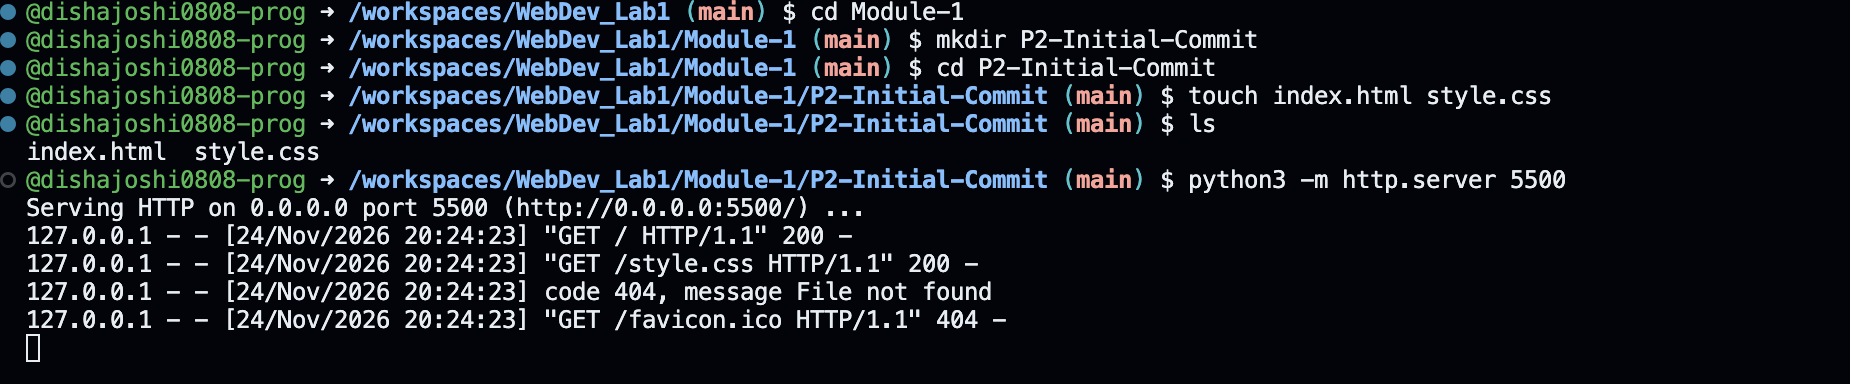 @dishajoshi0808-prog → /workspaces/WebDev_Lab1 (main) $ cd Module-1
@dishajoshi0808-prog → /workspaces/WebDev_Lab1/Module-1 (main) $ mkdir P2-Initial-Commit
@dishajoshi0808-prog → /workspaces/WebDev_Lab1/Module-1 (main) $ cd P2-Initial-Commit
@dishajoshi0808-prog → /workspaces/WebDev_Lab1/Module-1/P2-Initial-Commit (main) $ touch index.html style.css
@dishajoshi0808-prog → /workspaces/WebDev_Lab1/Module-1/P2-Initial-Commit (main) $ ls
index.html  style.css
@dishajoshi0808-prog → /workspaces/WebDev_Lab1/Module-1/P2-Initial-Commit (main) $ python3 -m http.server 5500
Serving HTTP on 0.0.0.0 port 5500 (http://0.0.0.0:5500/) ...
127.0.0.1 - - [24/Nov/2026 20:24:23] "GET / HTTP/1.1" 200 -
127.0.0.1 - - [24/Nov/2026 20:24:23] "GET /style.css HTTP/1.1" 200 -
127.0.0.1 - - [24/Nov/2026 20:24:23] code 404, message File not found
127.0.0.1 - - [24/Nov/2026 20:24:23] "GET /favicon.ico HTTP/1.1" 404 -